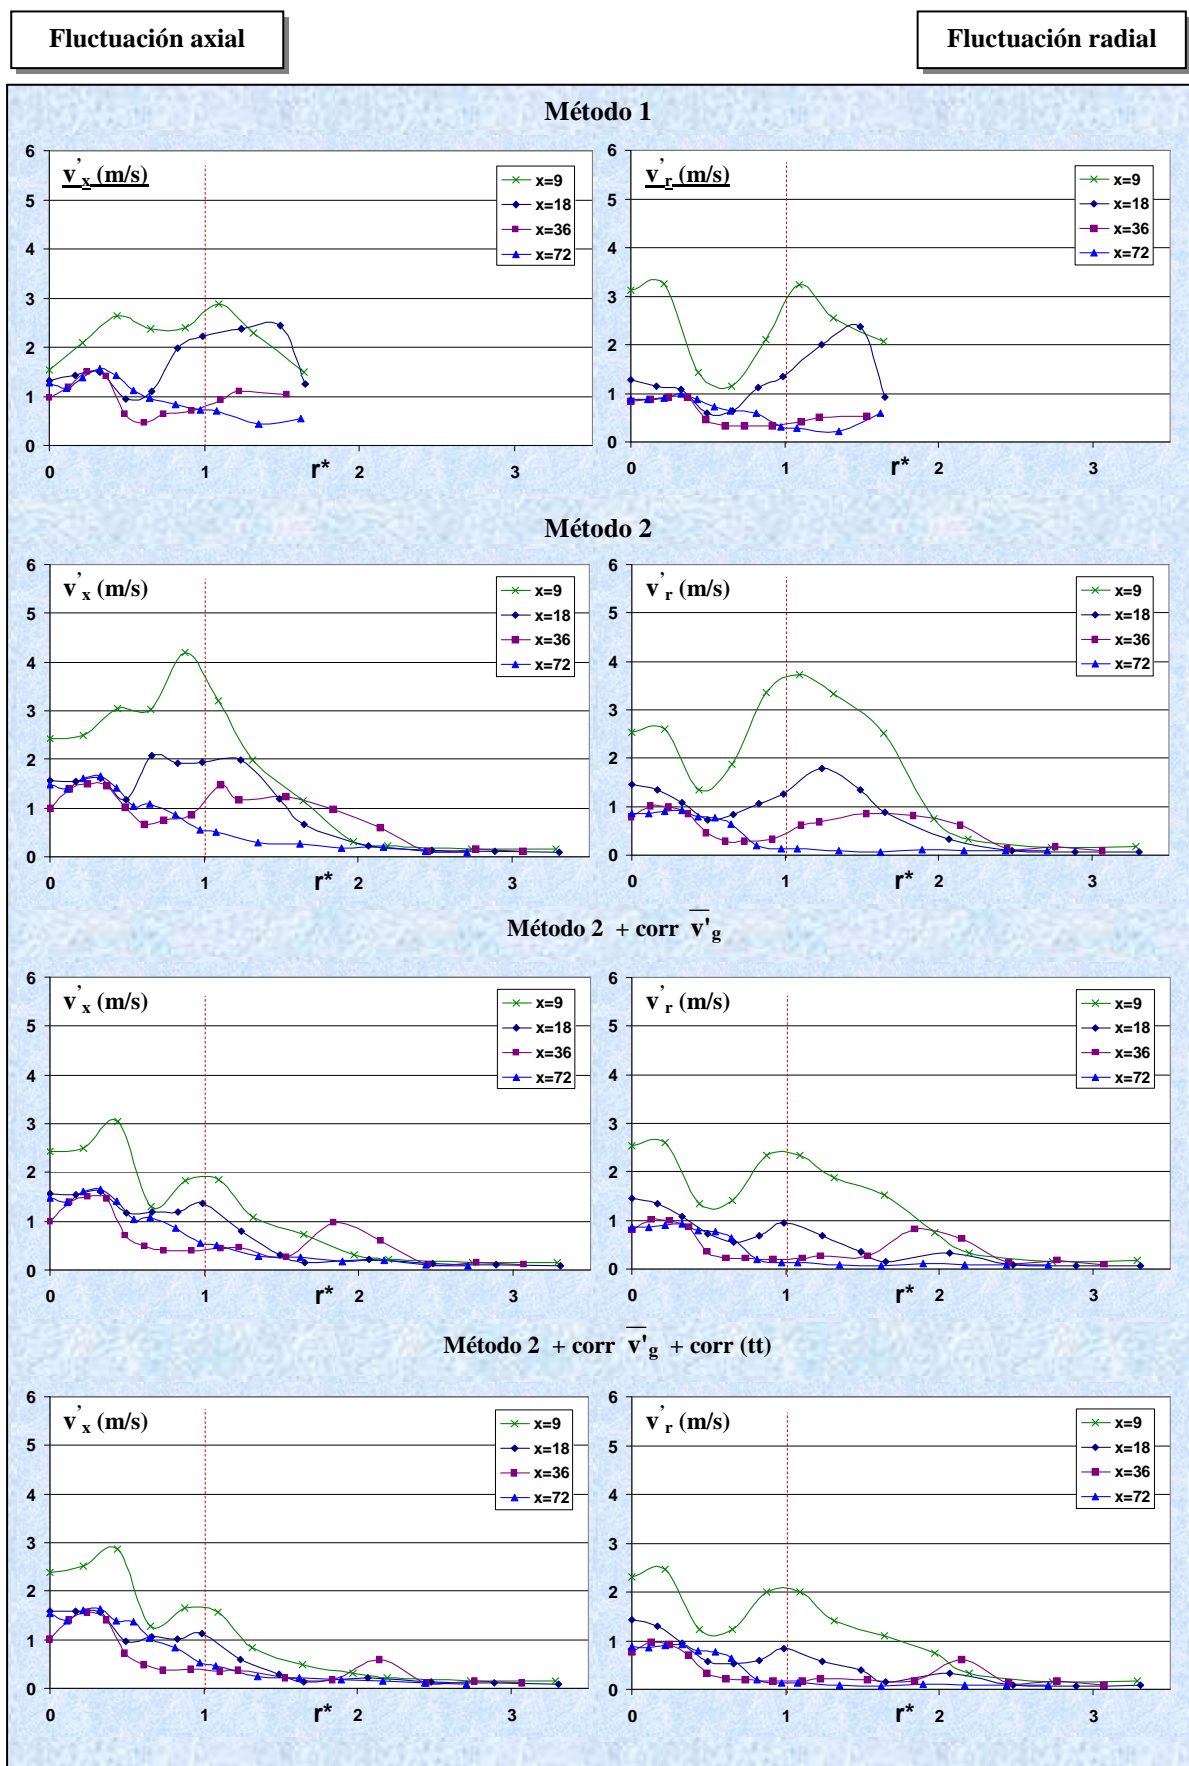 Fluctuación axial
Fluctuación radial
Método 1
v'x (m/s)
x=9
x=18
x=36
x=72
6
5
4
3
2
1
0
0 1 2 3
r*
v'r (m/s)
x=9
x=18
x=36
x=72
6
5
4
3
2
1
0
0 1 2 3
r*
Método 2
v'x (m/s)
x=9
x=18
x=36
x=72
6
5
4
3
2
1
0
0 1 2 3
r*
v'r (m/s)
x=9
x=18
x=36
x=72
6
5
4
3
2
1
0
0 1 2 3
r*
Método 2 + corr v̅'g
v'x (m/s)
x=9
x=18
x=36
x=72
6
5
4
3
2
1
0
0 1 2 3
r*
v'r (m/s)
x=9
x=18
x=36
x=72
6
5
4
3
2
1
0
0 1 2 3
r*
Método 2 + corr v̅'g + corr (tt)
v'x (m/s)
x=9
x=18
x=36
x=72
6
5
4
3
2
1
0
0 1 2 3
r*
v'r (m/s)
x=9
x=18
x=36
x=72
6
5
4
3
2
1
0
0 1 2 3
r*